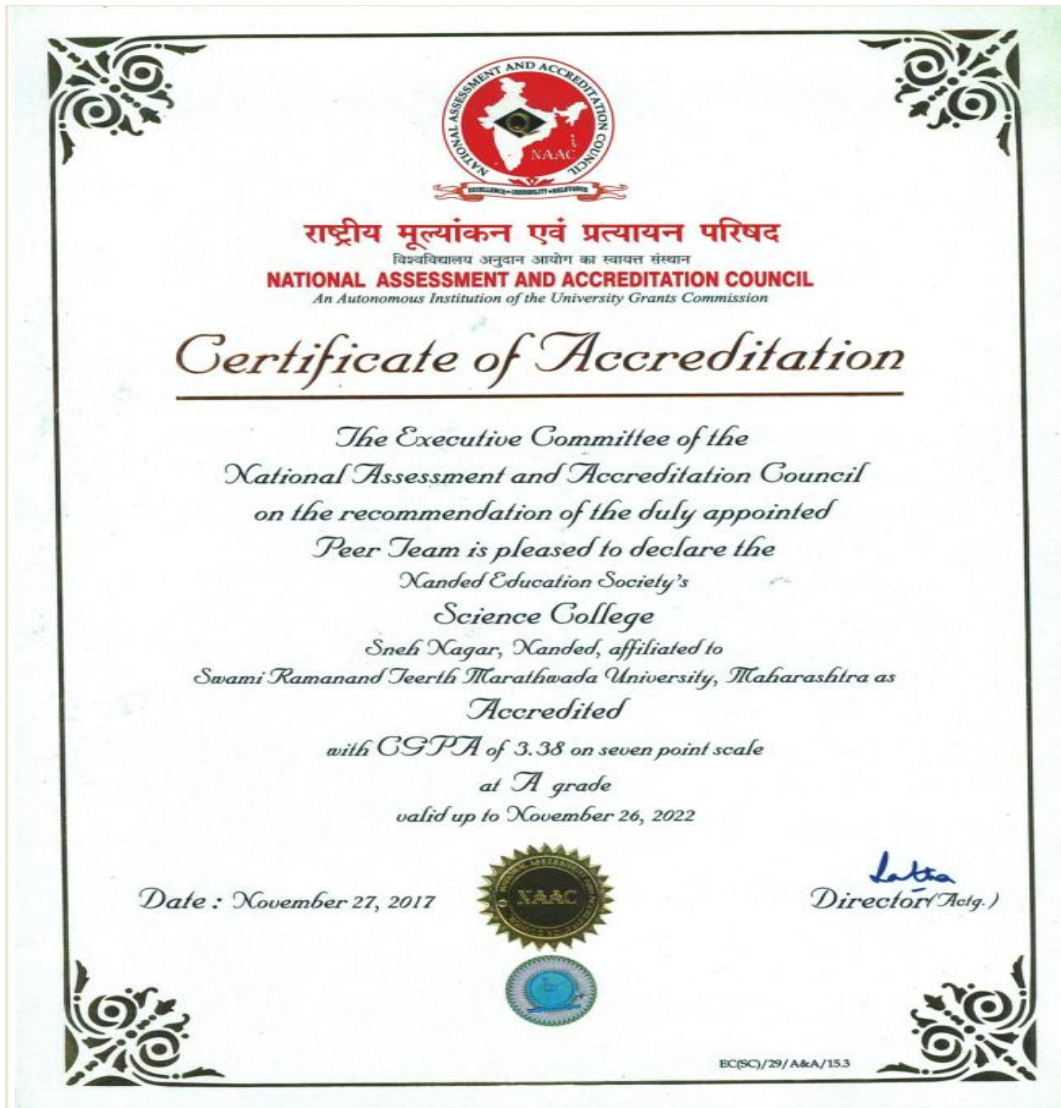 NATIONAL ASSESSMENT AND ACCREDITATION COUNCIL
Q
NAAC
EXCELLENCE • CREDIBILITY • RELEVANCE
राष्ट्रीय मूल्यांकन एवं प्रत्यायन परिषद
विश्वविद्यालय अनुदान आयोग का स्वायत्त संस्थान
NATIONAL ASSESSMENT AND ACCREDITATION COUNCIL
An Autonomous Institution of the University Grants Commission
Certificate of Accreditation
The Executive Committee of the
National Assessment and Accreditation Council
on the recommendation of the duly appointed
Peer Team is pleased to declare the
Nanded Education Society's
Science College
Sneh Nagar, Nanded, affiliated to
Swami Ramanand Teerth Marathwada University, Maharashtra as
Accredited
with CGPA of 3.38 on seven point scale
at A grade
valid up to November 26, 2022
Date : November 27, 2017
NAAC
Director(Actg.)
EC(SC)/29/A&A/15.3